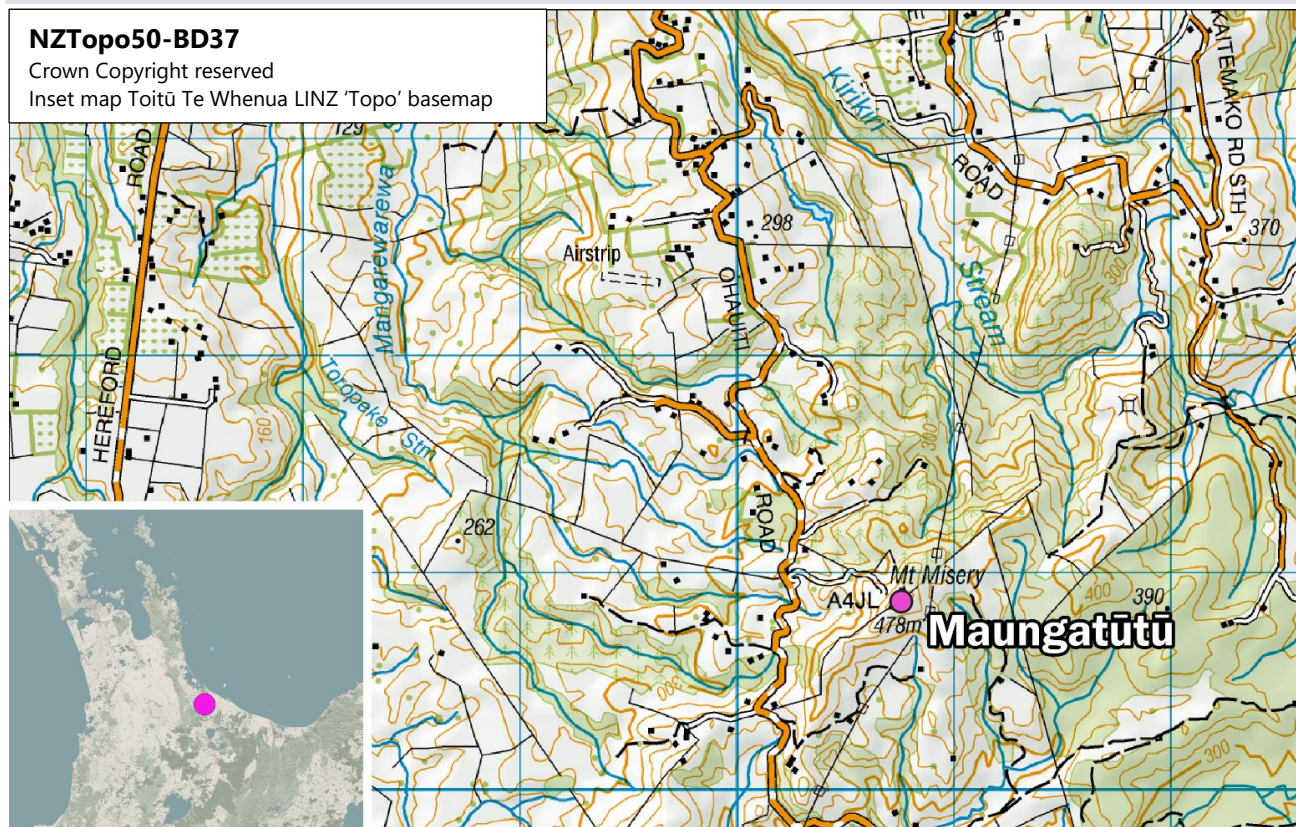 NZTopo50-BD37
Crown Copyright reserved
Inset map Toitū Te Whenua LINZ ‘Topo’ basemap
129
ROAD
Kirikiri
KAITEMAKO RD STH
ROAD
298
370
Mangarewarewa
Airstrip
OHAUITI
Stream
300
HEREFORD
Toropeke Stm
160
300
ROAD
262
Mt Misery
A4JL
478m
400
390
Maungatūtū
300
300